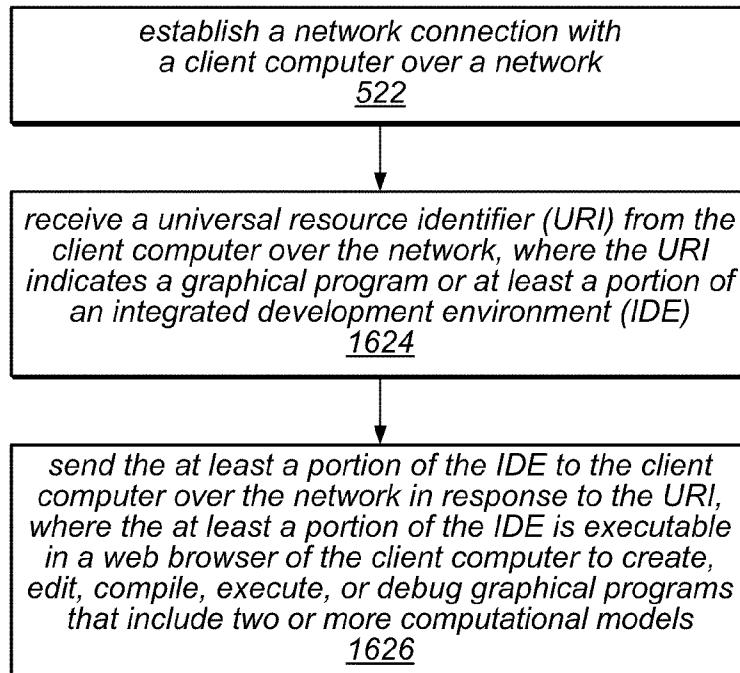 establish a network connection with
a client computer over a network
522
receive a universal resource identifier (URI) from the
client computer over the network, where the URI
indicates a graphical program or at least a portion of
an integrated development environment (IDE)
1624
send the at least a portion of the IDE to the client
computer over the network in response to the URI,
where the at least a portion of the IDE is executable
in a web browser of the client computer to create,
edit, compile, execute, or debug graphical programs
that include two or more computational models
1626